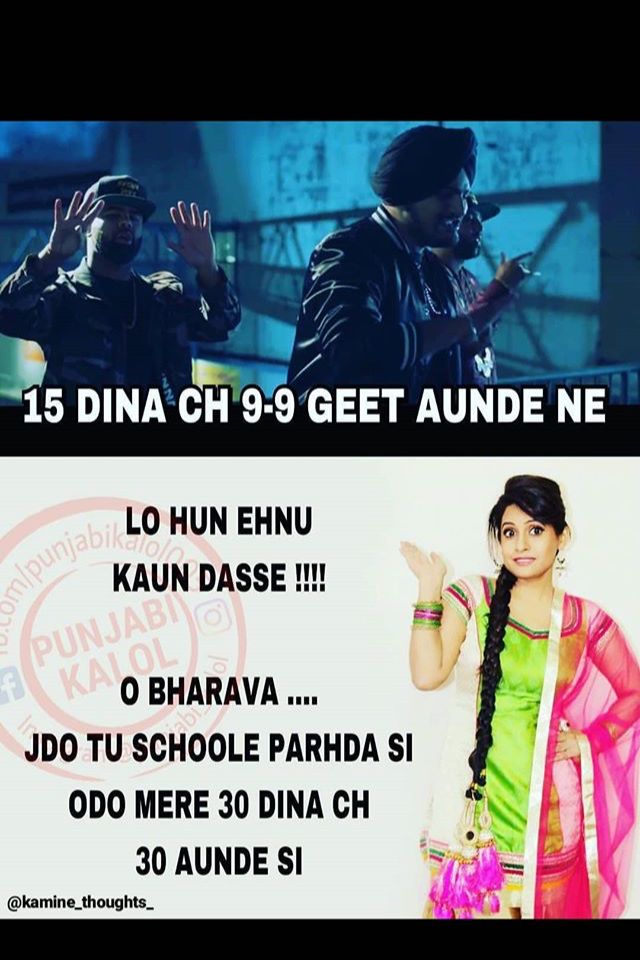 15 DINA CH 9-9 GEET AUNDE NE
LO HUN EHNU
KAUN DASSE !!!!
O BHARAVA ....
JDO TU SCHOOLE PARHDA SI
ODO MERE 30 DINA CH
30 AUNDE SI
PUNJABI
KALOL
@kamine_thoughts_